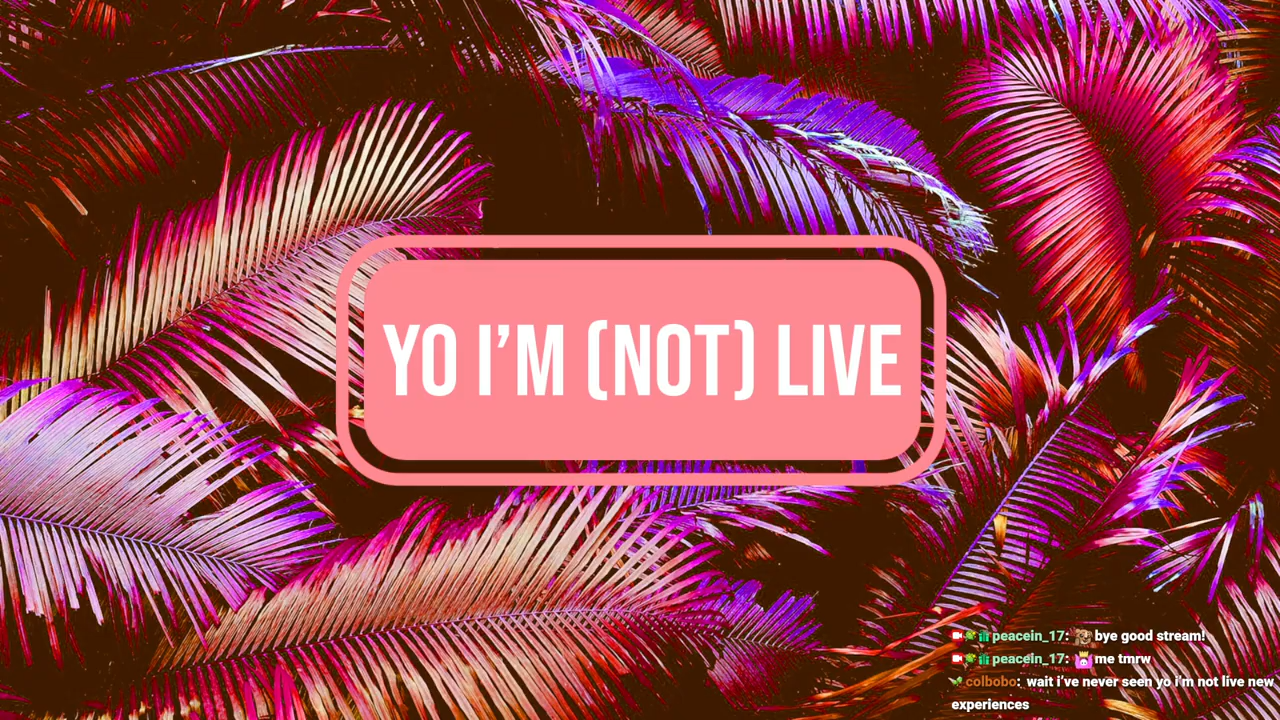 YO I’M (NOT) LIVE
peacein_17: bye good stream!
peacein_17: me tmrw
colbobo: wait i've never seen yo i'm not live new
experiences